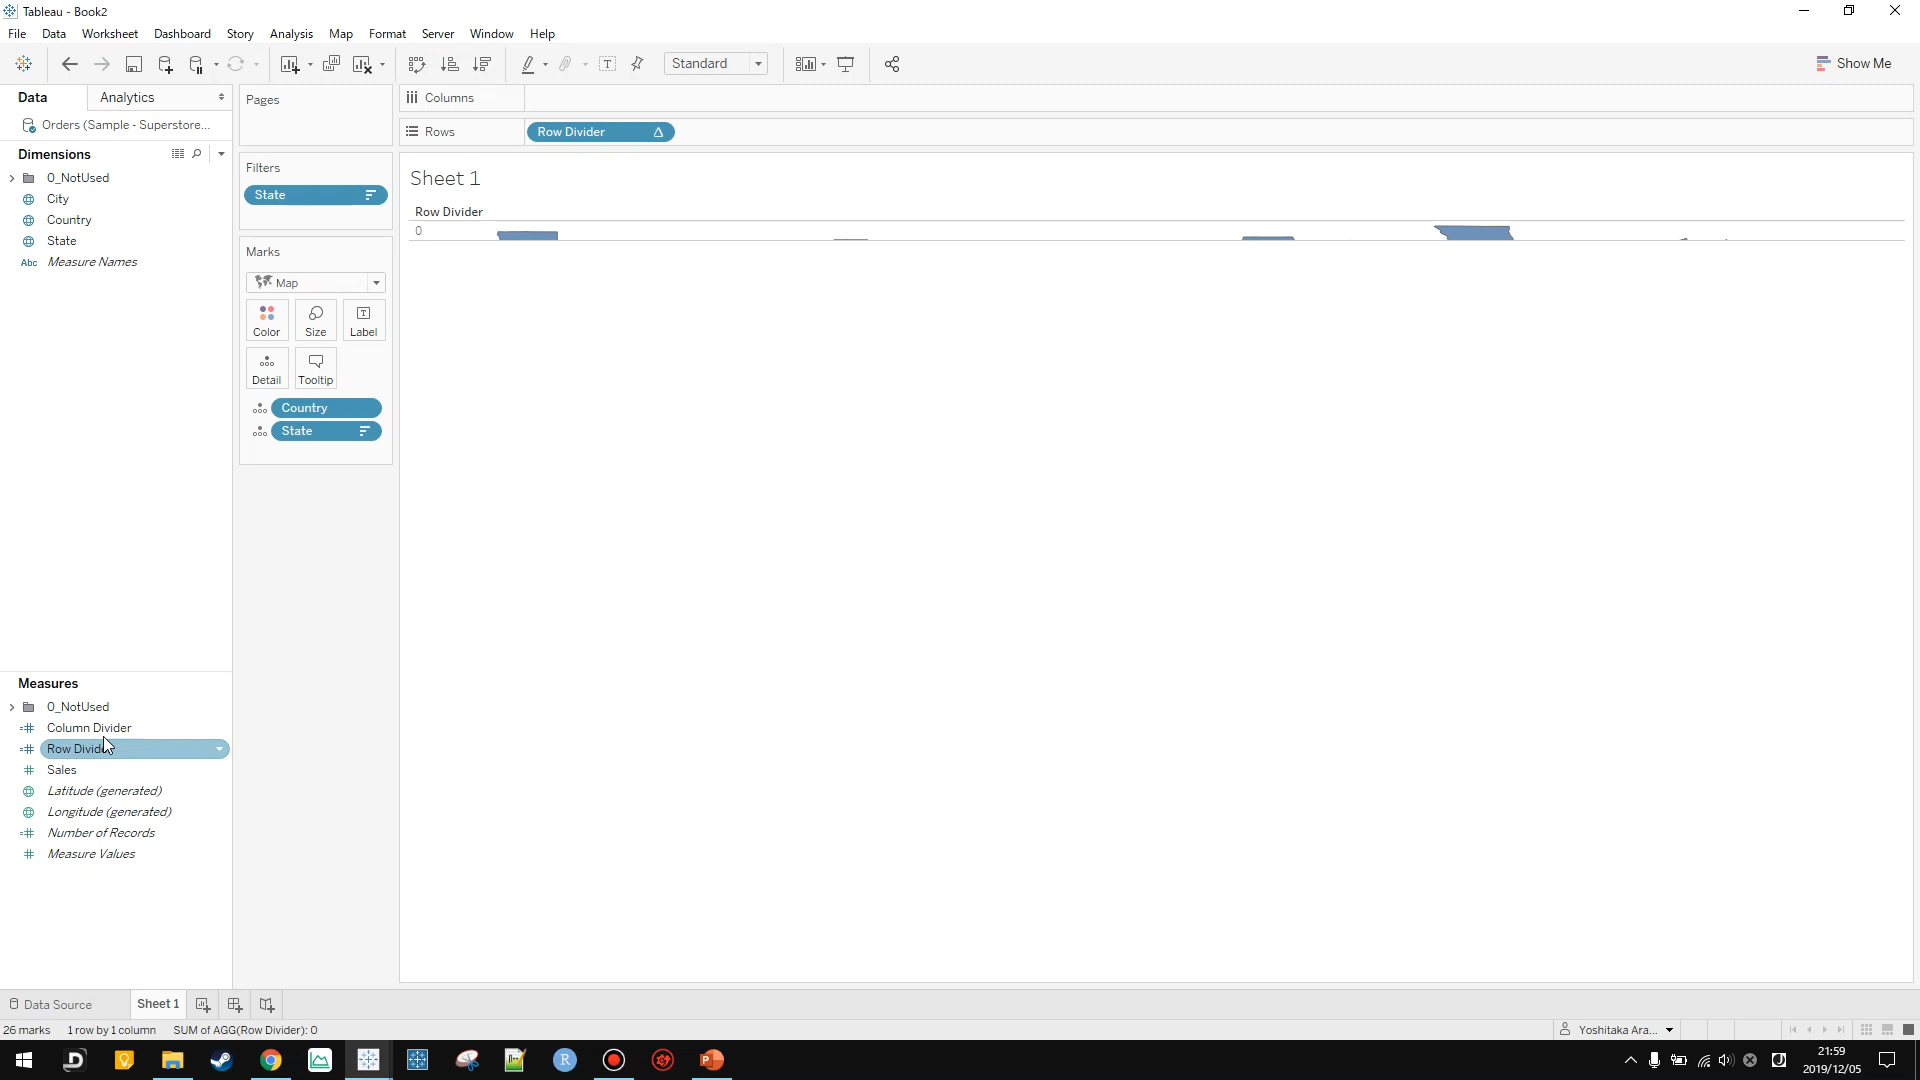 Tableau - Book2
File Data Worksheet Dashboard Story Analysis Map Format Server Window Help
Standard
Show Me
Data
Analytics
Orders (Sample - Superstore...
Dimensions
0_NotUsed
City
Country
State
Abc Measure Names
Measures
0_NotUsed
Column Divider
Row Divider
Sales
Latitude (generated)
Longitude (generated)
Number of Records
Measure Values
Pages
Filters
State
Marks
Map
Color
Size
Label
Detail
Tooltip
Country
State
Columns
Rows
Row Divider
Sheet 1
Row Divider
0
Data Source
Sheet 1
26 marks 1 row by 1 column SUM of AGG(Row Divider): 0
Yoshitaka Ara...
21:59
2019/12/05